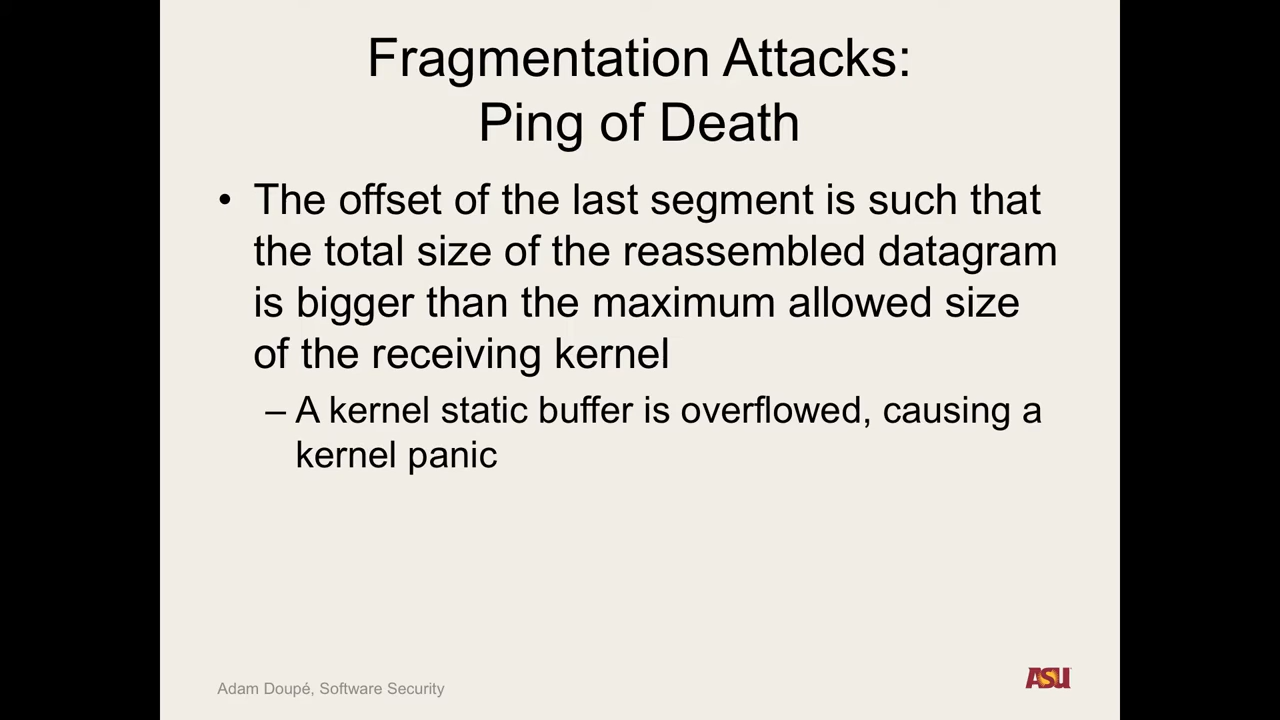 Fragmentation Attacks:
Ping of Death
• The offset of the last segment is such that
the total size of the reassembled datagram
is bigger than the maximum allowed size
of the receiving kernel
– A kernel static buffer is overflowed, causing a
kernel panic
Adam Doupé, Software Security
ASU